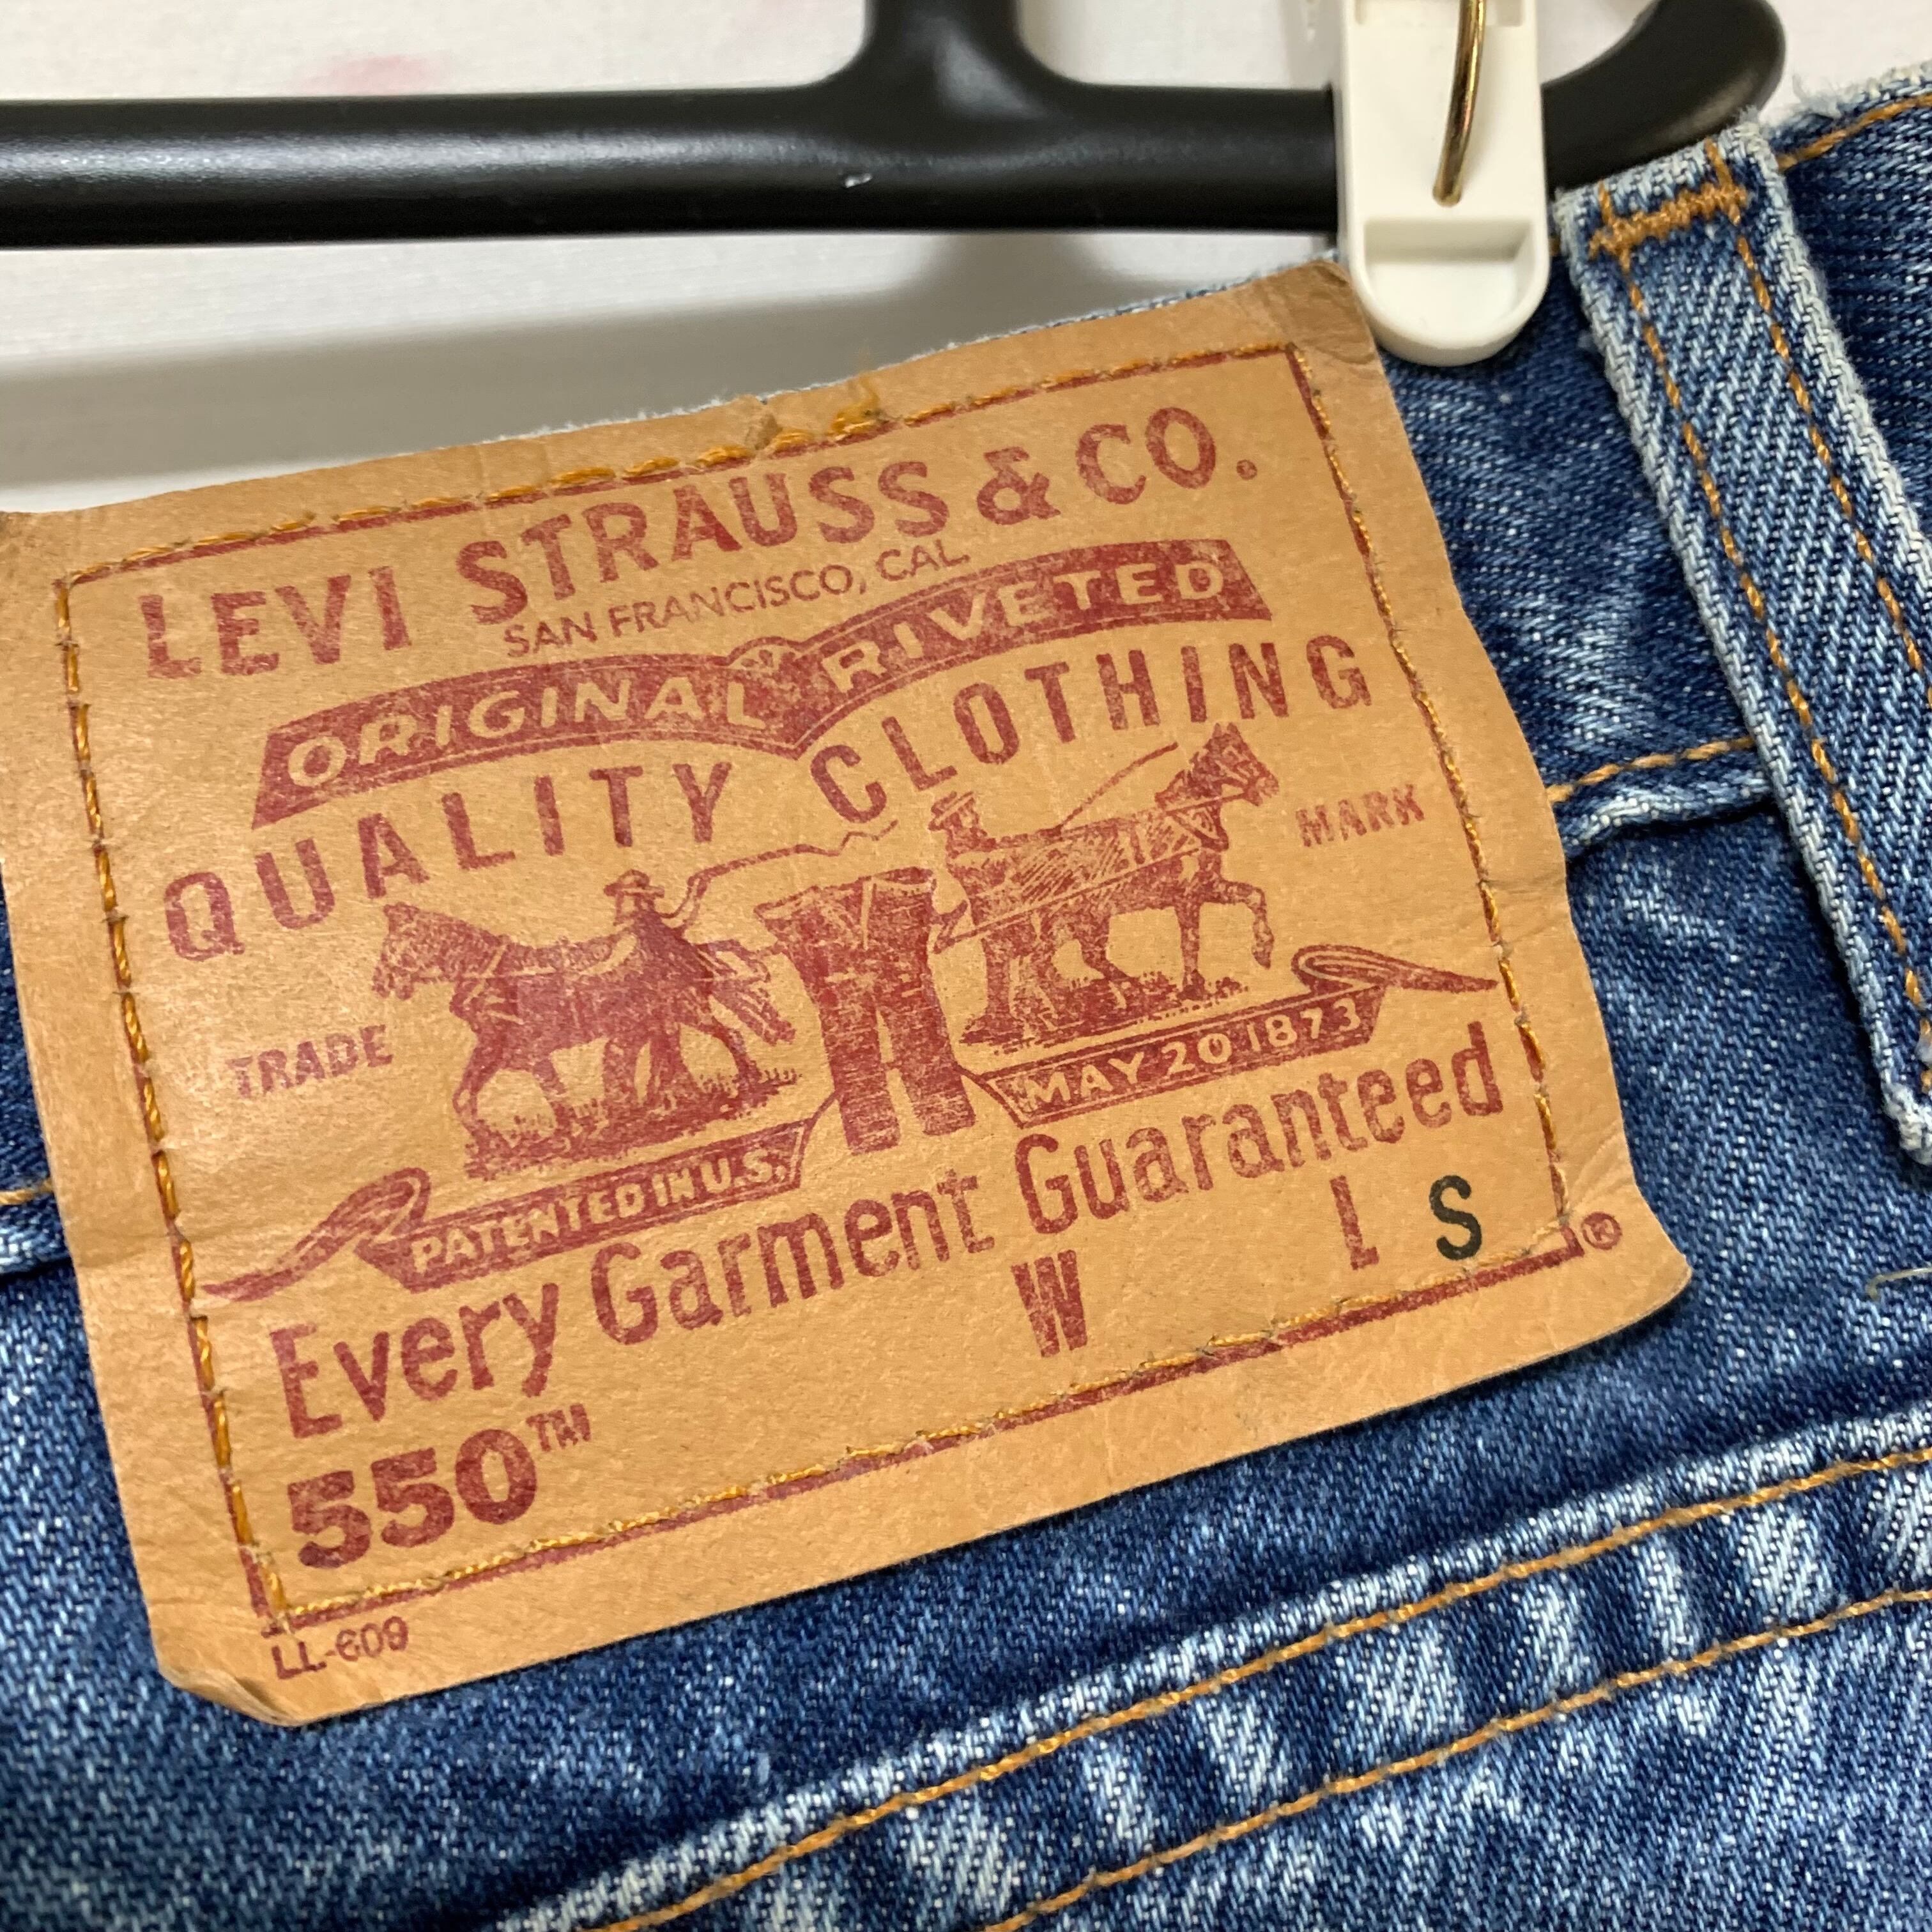 LEVI STRAUSS & CO.
SAN FRANCISCO, CAL.
ORIGINAL RIVETED
QUALITY CLOTHING
TRADE MARK
PATENTED IN U.S. MAY 20 1873
Every Garment Guaranteed
550™ W L S ®
LL-609